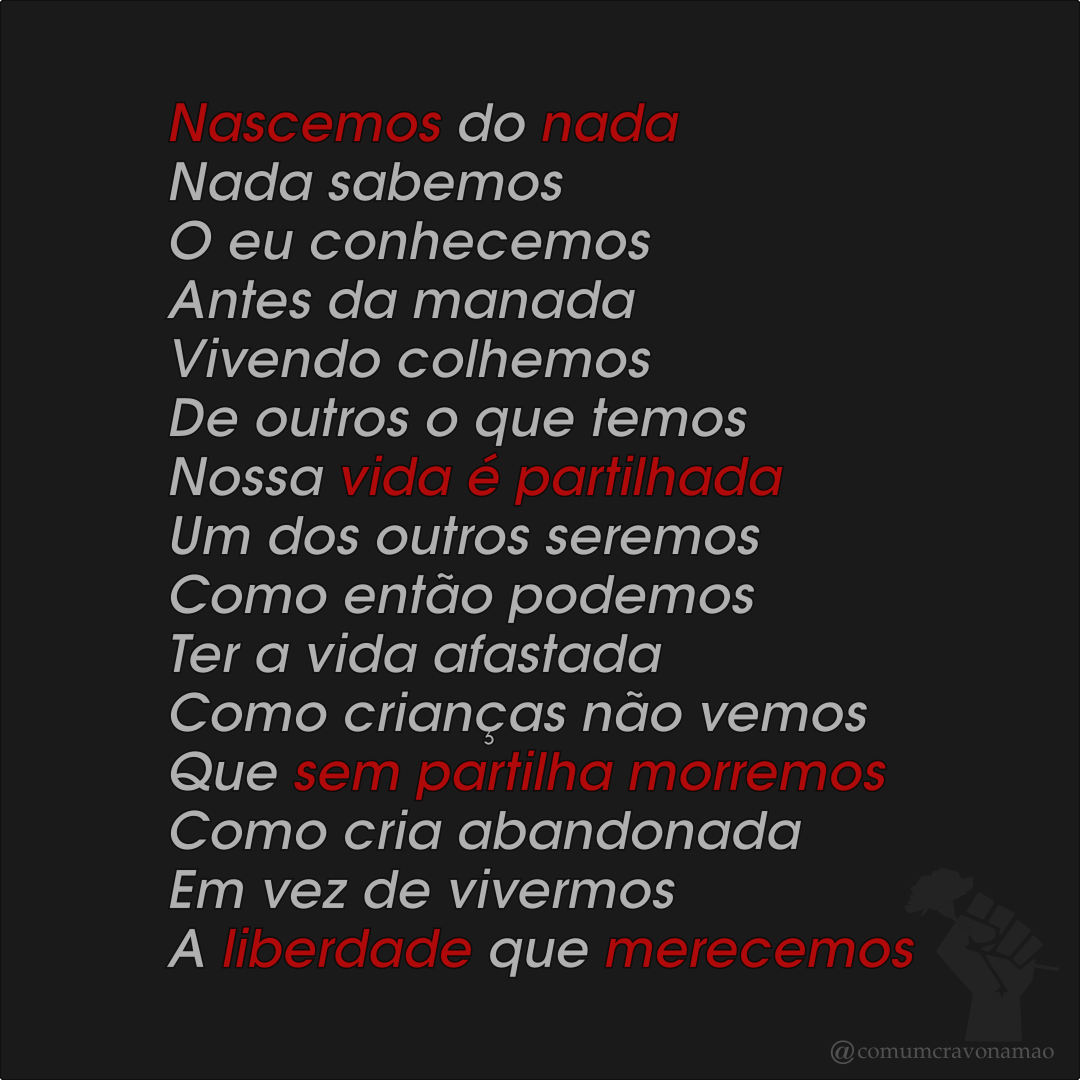 Nascemos do nada
Nada sabemos
O eu conhecemos
Antes da manada
Vivendo colhemos
De outros o que temos
Nossa vida é partilhada
Um dos outros seremos
Como então podemos
Ter a vida afastada
Como crianças não vemos
Que sem partilha morremos
Como cria abandonada
Em vez de vivermos
A liberdade que merecemos
@comumcravonamao